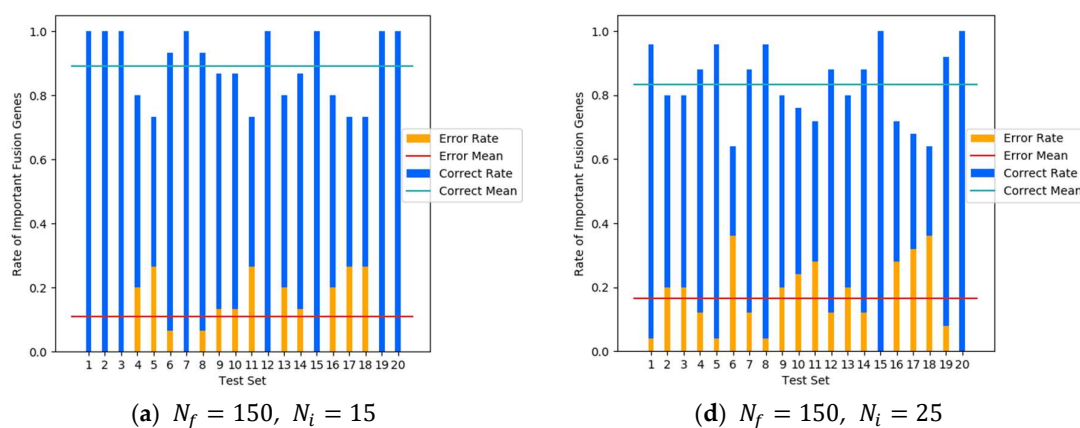 Rate of Important Fusion Genes
1.0
0.8
0.6
0.4
0.2
0.0
1 2 3 4 5 6 7 8 9 10 11 12 13 14 15 16 17 18 19 20
Test Set
Error Rate
Error Mean
Correct Rate
Correct Mean
(a) N_f = 150, N_i = 15
Rate of Important Fusion Genes
1.0
0.8
0.6
0.4
0.2
0.0
1 2 3 4 5 6 7 8 9 10 11 12 13 14 15 16 17 18 19 20
Test Set
Error Rate
Error Mean
Correct Rate
Correct Mean
(d) N_f = 150, N_i = 25